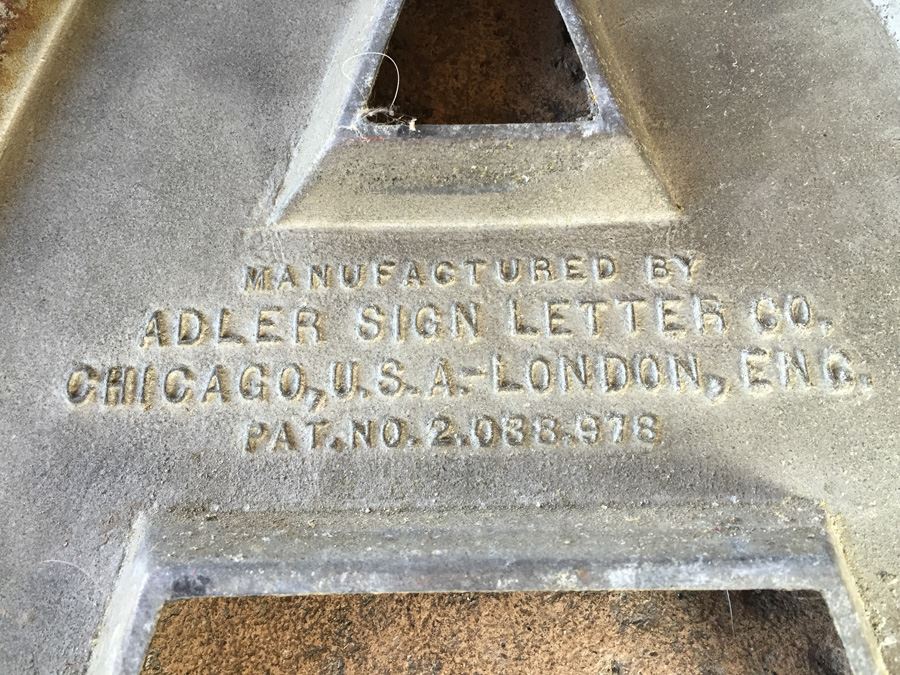 MANUFACTURED BY
ADLER SIGN LETTER CO.
CHICAGO, U.S.A.-LONDON, ENG.
PAT. NO. 2.038.978